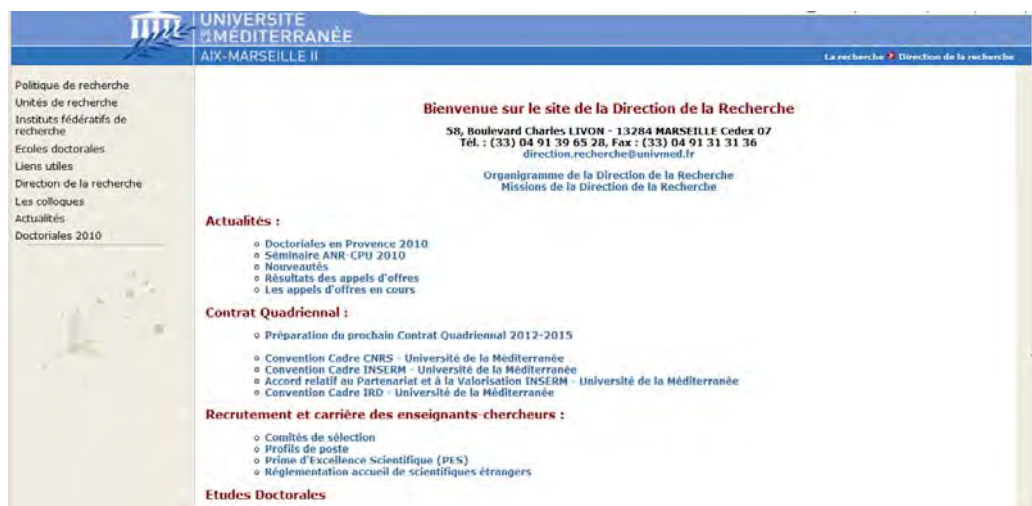 UNIVERSITE
DE LA MÉDITERRANÉE
AIX-MARSEILLE II
La recherche Direction de la recherche
Politique de recherche
Unités de recherche
Instituts fédératifs de
recherche
Ecoles doctorales
Liens utiles
Direction de la recherche
Les colloques
Actualités
Doctoriales 2010
Bienvenue sur le site de la Direction de la Recherche
58, Boulevard Charles LIVON - 13284 MARSEILLE Cedex 07
Tél. : (33) 04 91 39 65 28, Fax : (33) 04 91 31 31 36
direction.recherche@univmed.fr
Organigramme de la Direction de la Recherche
Missions de la Direction de la Recherche
Actualités :
Doctoriales en Provence 2010
Séminaire ANR-CPU 2010
Nouveautés
Résultats des appels d'offres
Les appels d'offres en cours
Contrat Quadriennal :
Préparation du prochain Contrat Quadriennal 2012-2015
Convention Cadre CNRS - Université de la Méditerranée
Convention Cadre INSERM - Université de la Méditerranée
Accord relatif au Partenariat et à la Valorisation INSERM - Université de la Méditerranée
Convention Cadre IRD - Université de la Méditerranée
Recrutement et carrière des enseignants-chercheurs :
Comités de sélection
Profils de poste
Prime d'Excellence Scientifique (PES)
Réglementation accueil de scientifiques étrangers
Etudes Doctorales